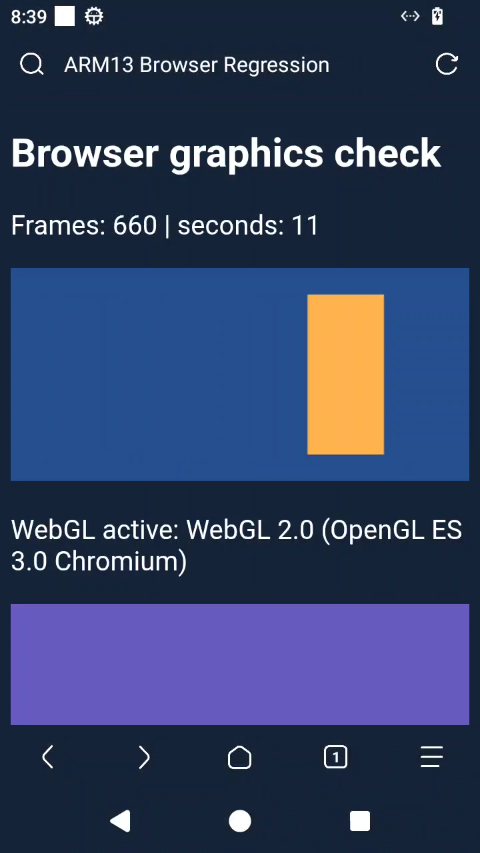 8:39
ARM13 Browser Regression
Browser graphics check
Frames: 660 | seconds: 11
WebGL active: WebGL 2.0 (OpenGL ES
3.0 Chromium)
1